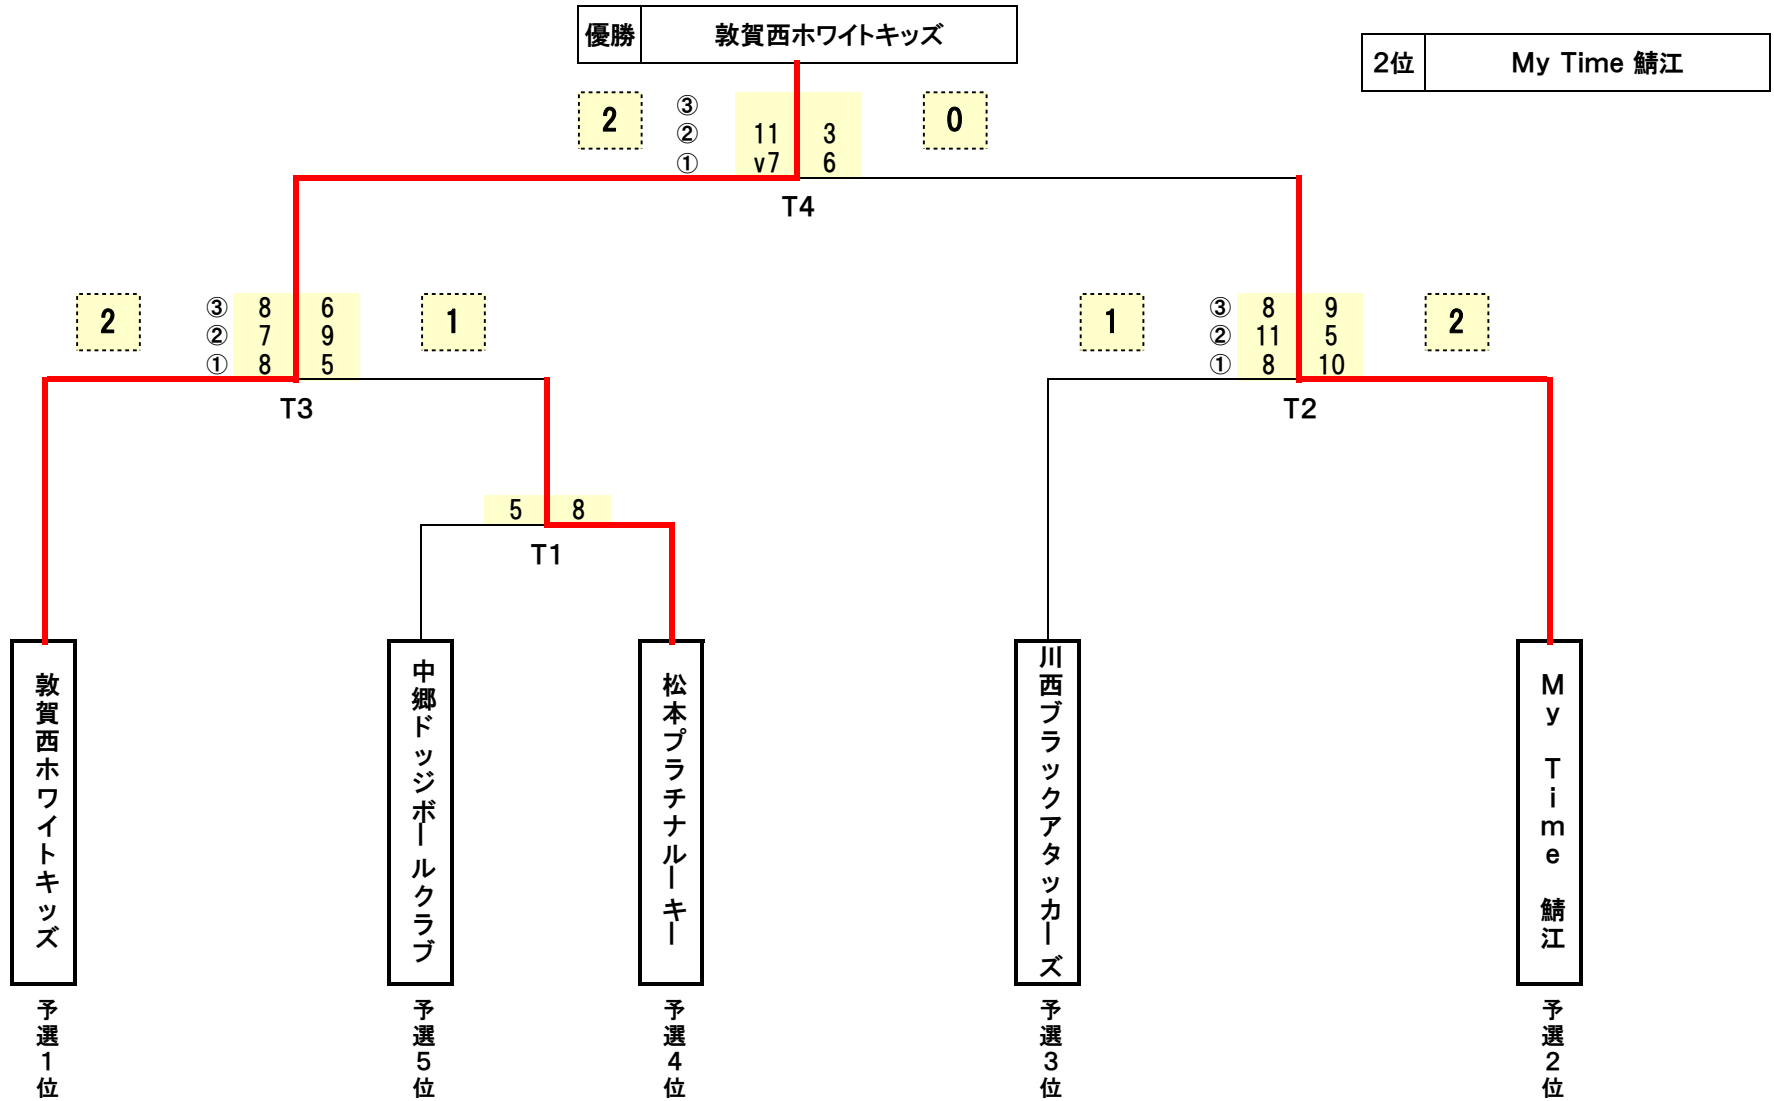 優勝 敦賀西ホワイトキッズ
2位 My Time 鯖江
2 ③ 0
② 11 3
① v7 6
T4
2 ③ 8 6 1
② 7 9
① 8 5
T3
1 ③ 8 9 2
② 11 5
① 8 10
T2
5 8
T1
敦賀西ホワイトキッズ
中郷ドッジボールクラブ
松本プラチナルーキー
川西ブラックアタッカーズ
My Time 鯖江
予選1位
予選5位
予選4位
予選3位
予選2位